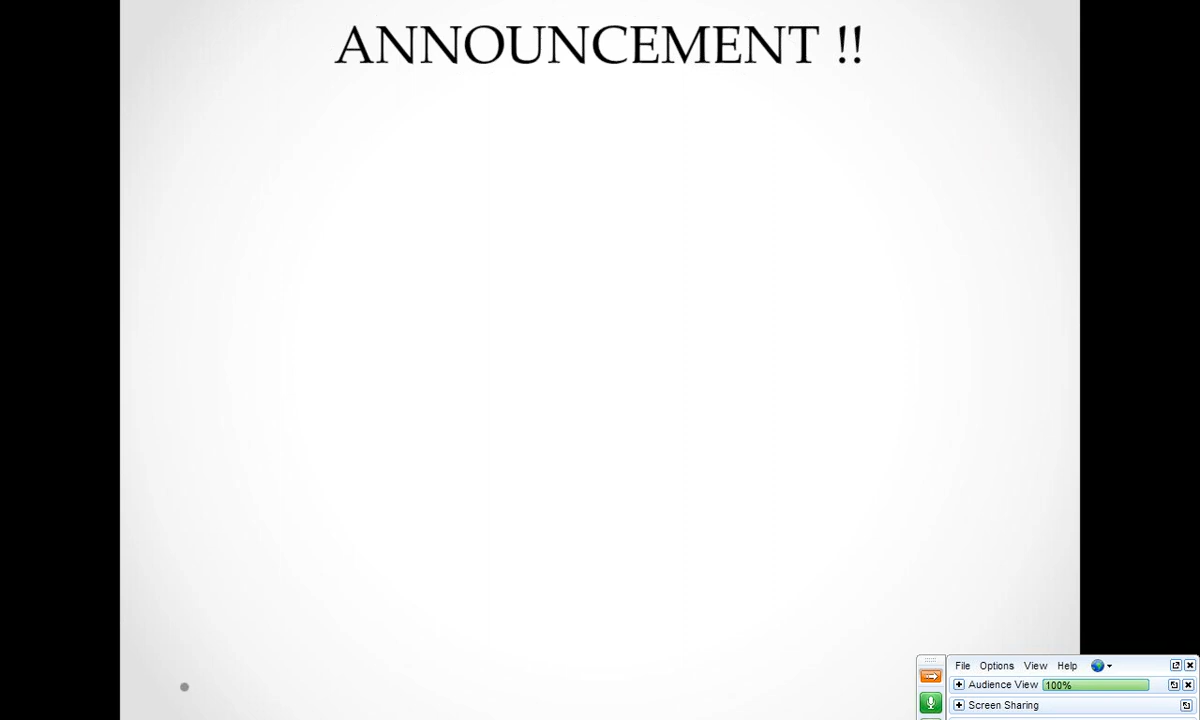 ANNOUNCEMENT !!
File Options View Help
Audience View 100%
Screen Sharing